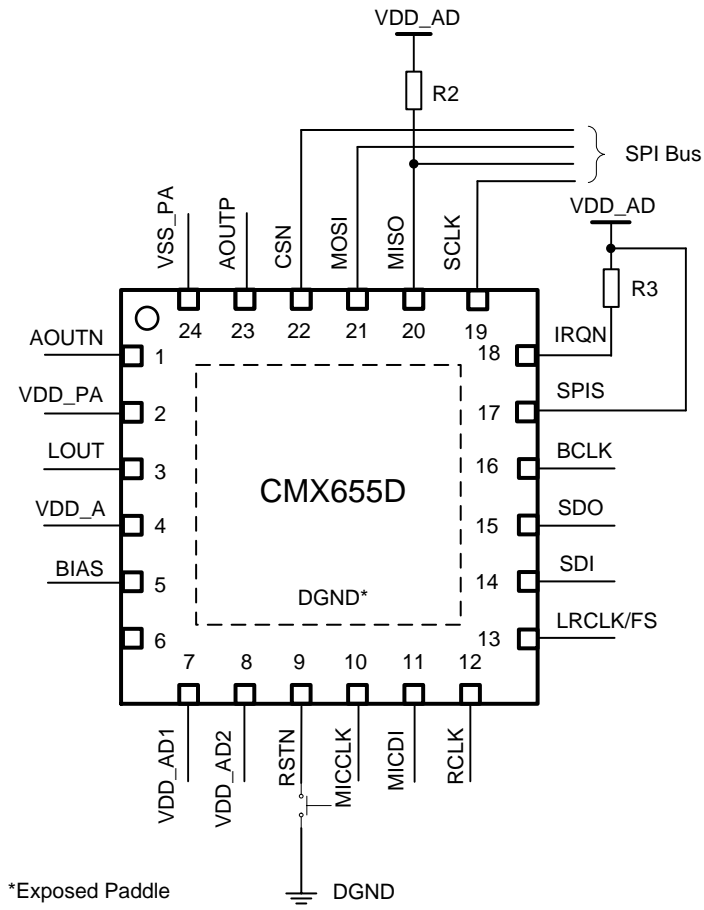 VDD_AD
R2
SPI Bus
VDD_AD
R3
VSS_PA
AOUTP
CSN
MOSI
MISO
SCLK
24
23
22
21
20
19
AOUTN
1
18
IRQN
VDD_PA
2
17
SPIS
LOUT
3
16
BCLK
CMX655D
VDD_A
4
15
SDO
BIAS
5
14
SDI
DGND*
6
13
LRCLK/FS
7
8
9
10
11
12
VDD_AD1
VDD_AD2
RSTN
MICCLK
MICDI
RCLK
*Exposed Paddle
DGND